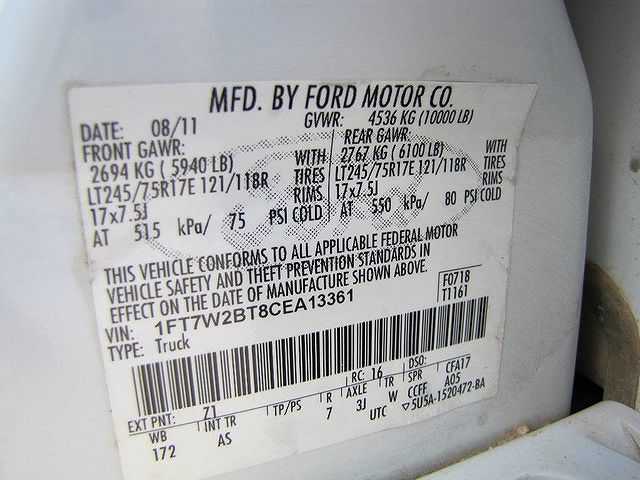 MFD. BY FORD MOTOR CO.
DATE: 08/11 GVWR: 4536 KG (10000 LB)
FRONT GAWR: REAR GAWR:
2694 KG ( 5940 LB) WITH 2767 KG ( 6100 LB) WITH
LT245/75R17E 121/118R TIRES LT245/75R17E 121/118R TIRES
17x7.5J RIMS 17x7.5J RIMS
AT 515 kPa/ 75 PSI COLD AT 550 kPa/ 80 PSI COLD
THIS VEHICLE CONFORMS TO ALL APPLICABLE FEDERAL MOTOR
VEHICLE SAFETY AND THEFT PREVENTION STANDARDS IN
EFFECT ON THE DATE OF MANUFACTURE SHOWN ABOVE.
F0718
T1161
VIN: 1FT7W2BT8CEA13361
TYPE: Truck
RC: 16 DSO:
EXT PNT: Z1 TP/PS R AXLE TR SPR CFA17
WB INT TR 7 3J W CCFF A05
172 AS UTC 5U5A-1520472-BA